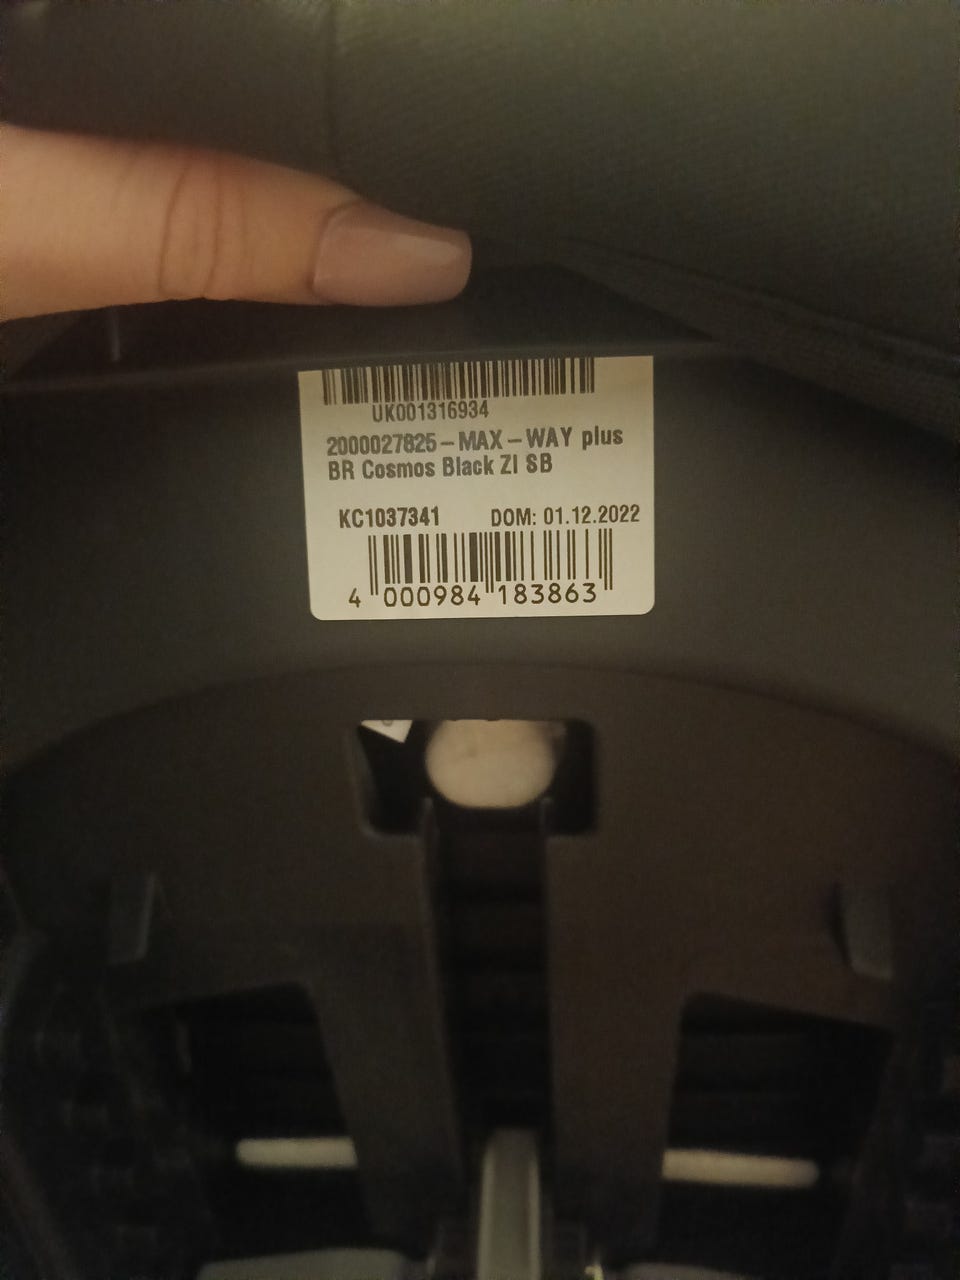 UK001316934
2000027825-MAX-WAY plus
BR Cosmos Black ZI SB
KC1037341 DOM: 01.12.2022
4 000984 183863